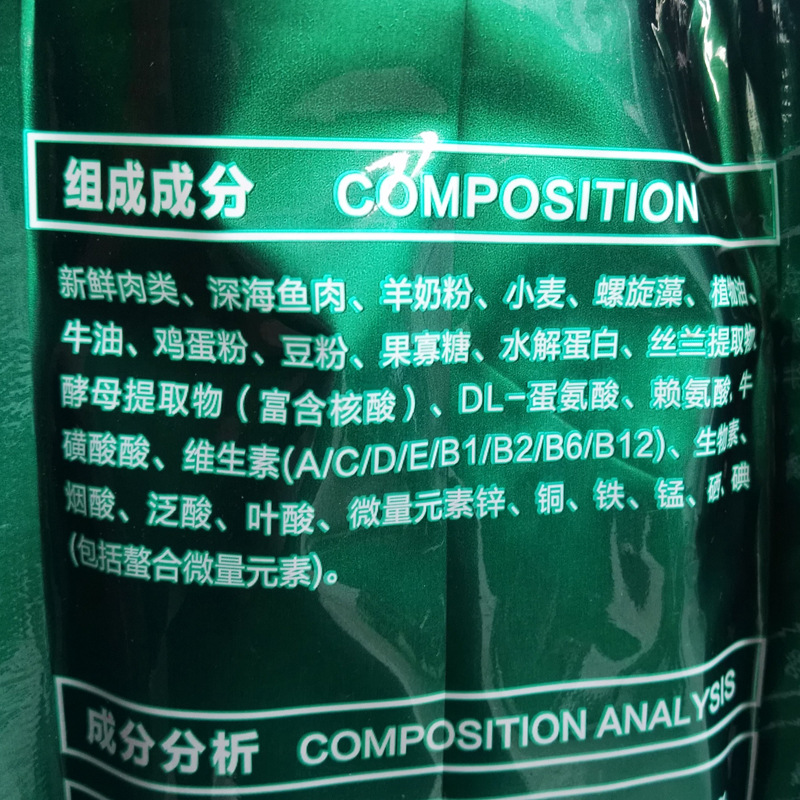 组成成分 COMPOSITION
新鲜肉类、深海鱼肉、羊奶粉、小麦、螺旋藻、植物油、
牛油、鸡蛋粉、豆粉、果寡糖、水解蛋白、丝兰提取物、
酵母提取物(富含核酸)、DL-蛋氨酸、赖氨酸、牛
磺酸酸、维生素(A/C/D/E/B1/B2/B6/B12)、生物素、
烟酸、泛酸、叶酸、微量元素锌、铜、铁、锰、硒、碘
(包括螯合微量元素)。
成分分析 COMPOSITION ANALYSIS